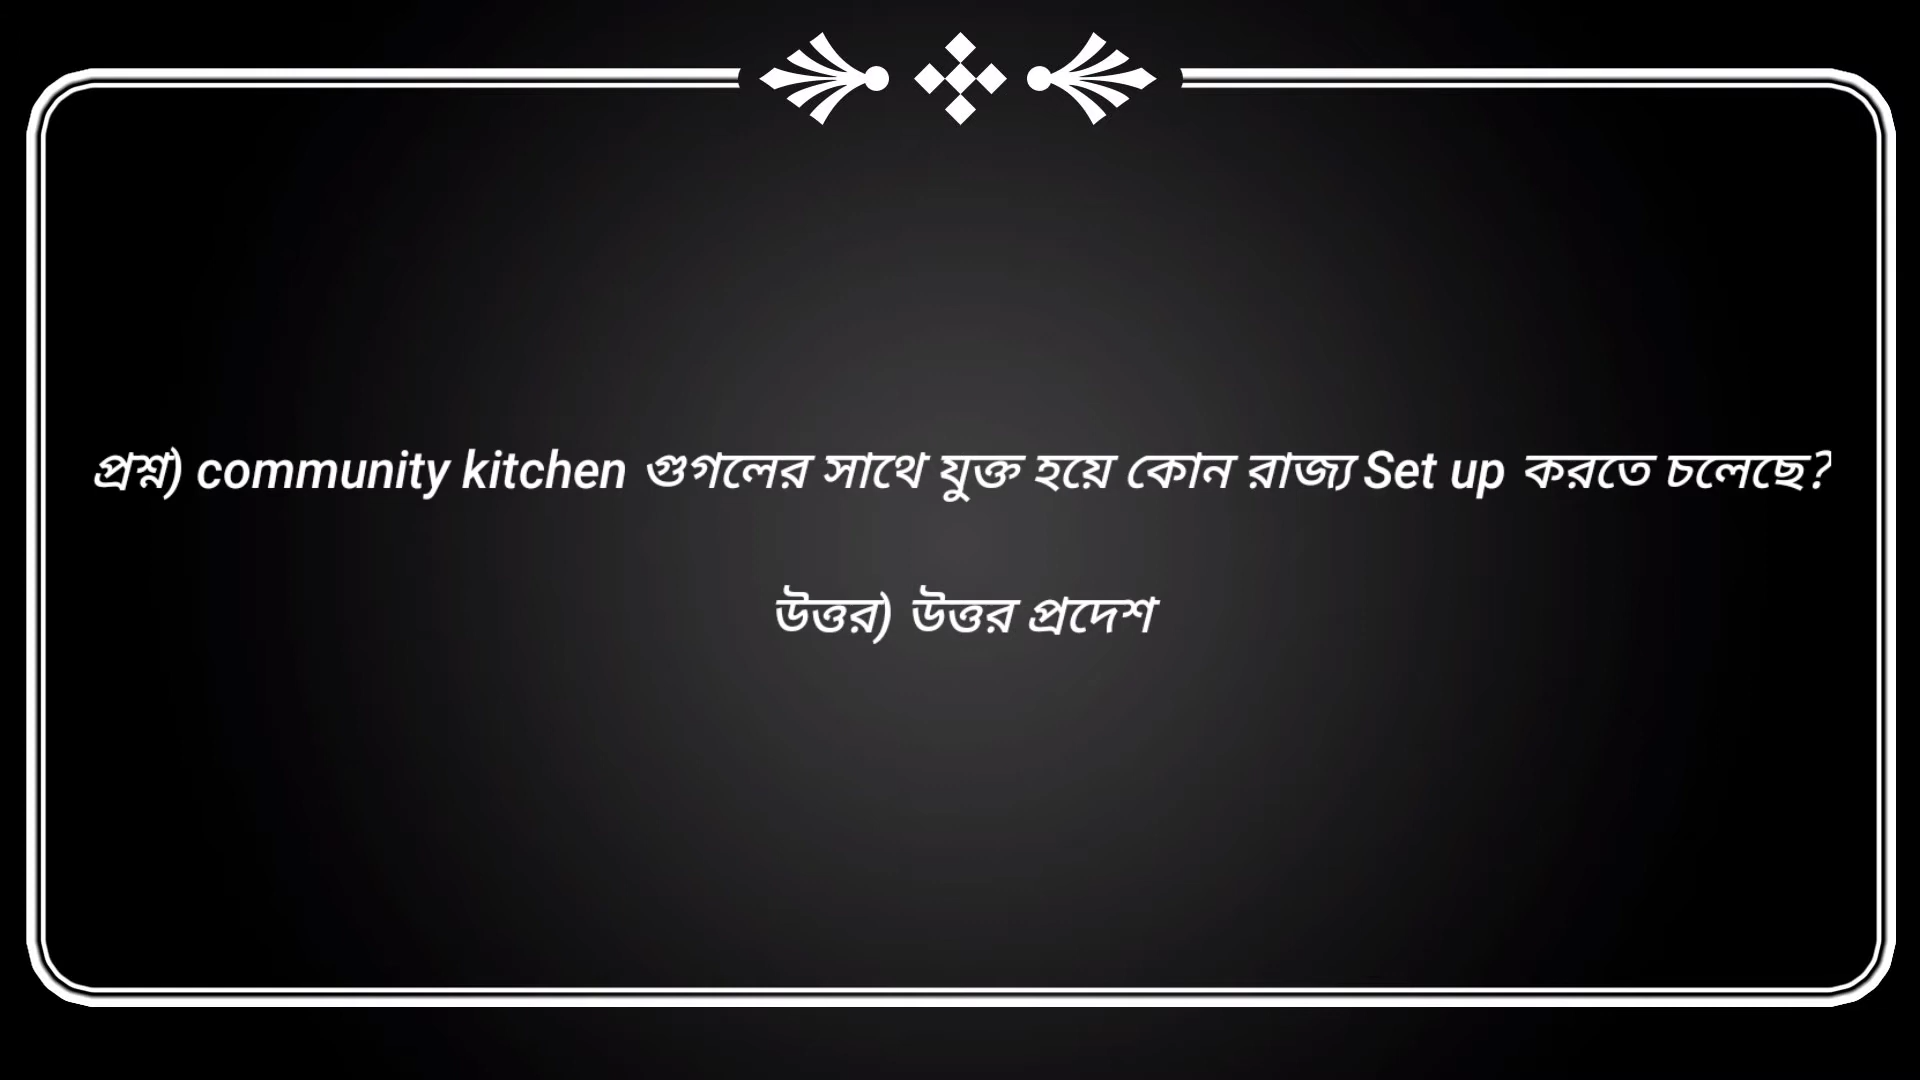 প্রশ্ন) community kitchen গুগলের সাথে যুক্ত হয়ে কোন রাজ্য Set up করতে চলেছে?
উত্তর) উত্তর প্রদেশ